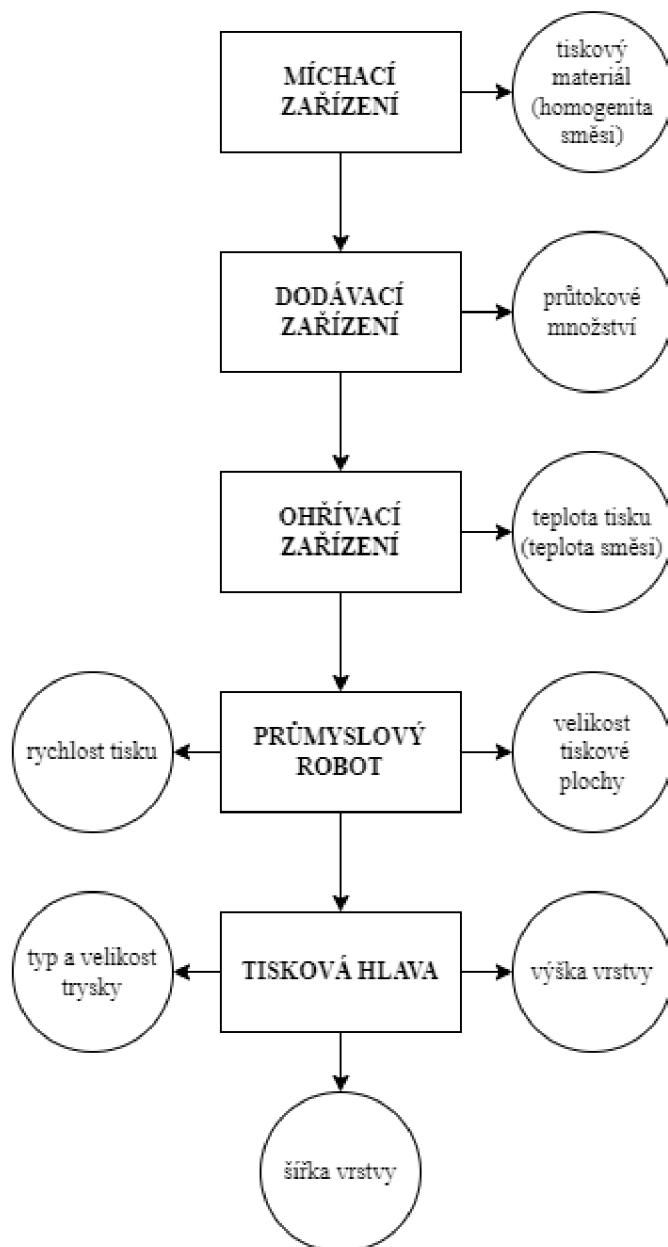 MÍCHACÍ
ZAŘÍZENÍ
tiskový
materiál
(homogenita
směsi)
DODÁVACÍ
ZAŘÍZENÍ
průtokové
množství
OHŘÍVACÍ
ZAŘÍZENÍ
teplota tisku
(teplota směsi)
rychlost tisku
PRŮMYSLOVÝ
ROBOT
velikost
tiskové
plochy
typ a velikost
trysky
TISKOVÁ HLAVA
výška vrstvy
šířka vrstvy